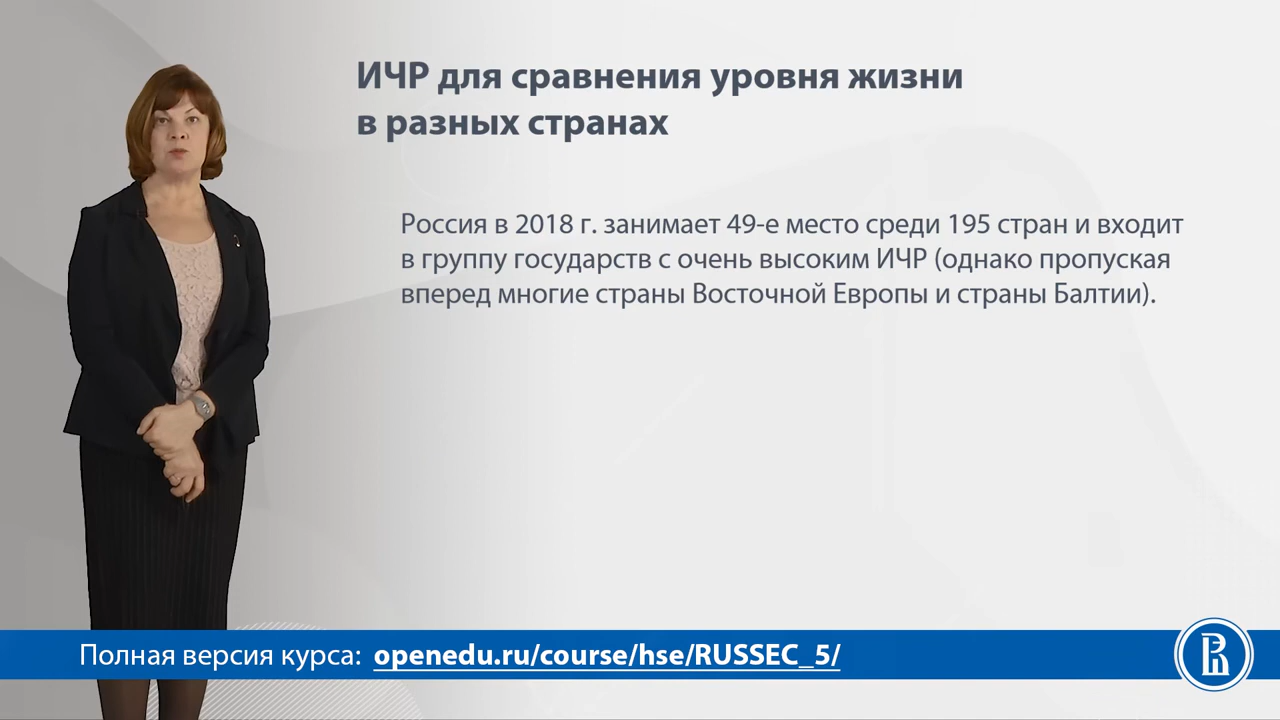 ИЧР для сравнения уровня жизни
в разных странах
Россия в 2018 г. занимает 49-е место среди 195 стран и входит
в группу государств с очень высоким ИЧР (однако пропуская
вперед многие страны Восточной Европы и страны Балтии).
Полная версия курса: openedu.ru/course/hse/RUSSEC_5/